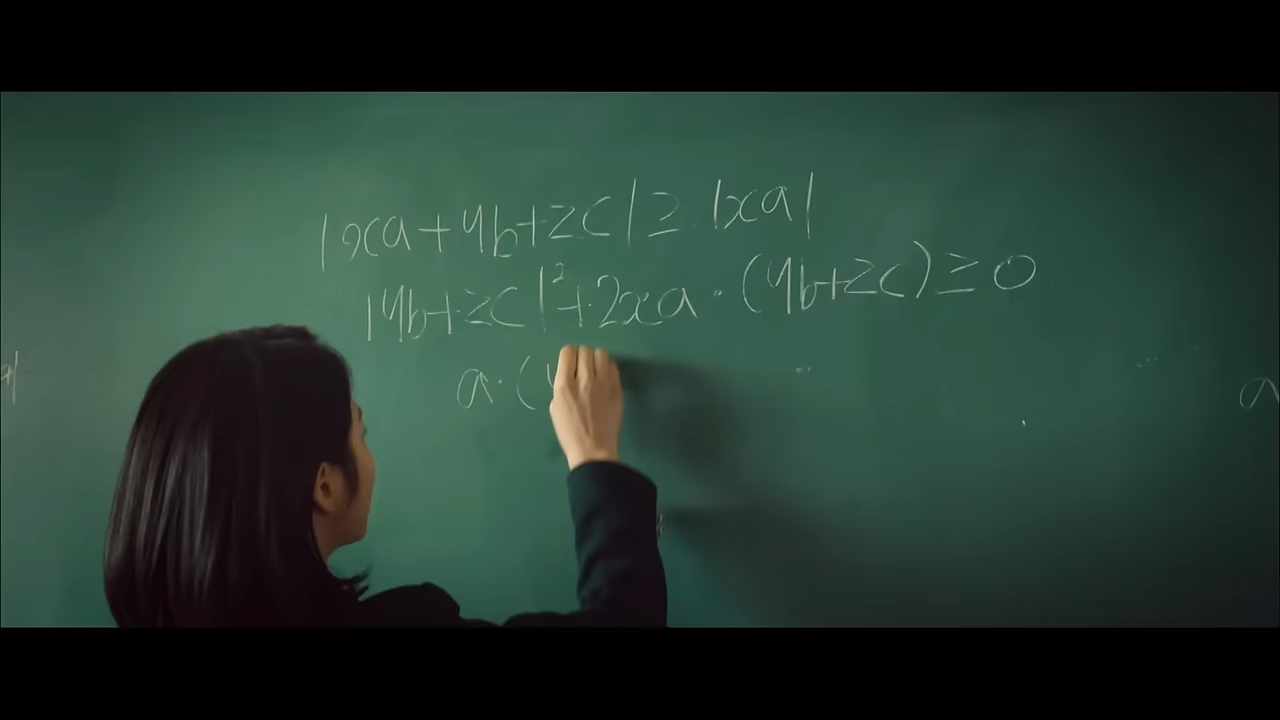 |xa+yb+zc| ≥ |xa|
|yb+zc|²+2xa·(yb+zc) ≥ 0
a·(
a